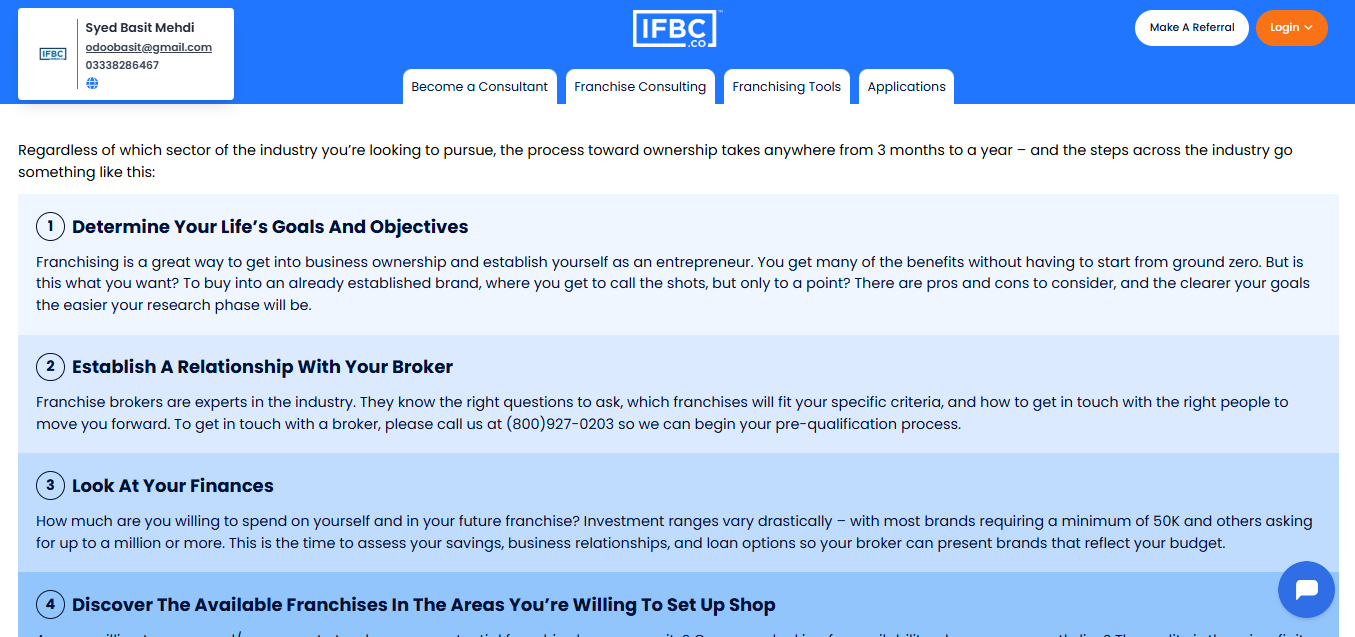 Syed Basit Mehdi
IFBC
odoobasit@gmail.com
03338286467
IFBC
.CO
Make A Referral
Login
Become a Consultant
Franchise Consulting
Franchising Tools
Applications
Regardless of which sector of the industry you’re looking to pursue, the process toward ownership takes anywhere from 3 months to a year – and the steps across the industry go
something like this:
1 Determine Your Life’s Goals And Objectives
Franchising is a great way to get into business ownership and establish yourself as an entrepreneur. You get many of the benefits without having to start from ground zero. But is
this what you want? To buy into an already established brand, where you get to call the shots, but only to a point? There are pros and cons to consider, and the clearer your goals
the easier your research phase will be.
2 Establish A Relationship With Your Broker
Franchise brokers are experts in the industry. They know the right questions to ask, which franchises will fit your specific criteria, and how to get in touch with the right people to
move you forward. To get in touch with a broker, please call us at (800)927-0203 so we can begin your pre-qualification process.
3 Look At Your Finances
How much are you willing to spend on yourself and in your future franchise? Investment ranges vary drastically – with most brands requiring a minimum of 50K and others asking
for up to a million or more. This is the time to assess your savings, business relationships, and loan options so your broker can present brands that reflect your budget.
4 Discover The Available Franchises In The Areas You’re Willing To Set Up Shop